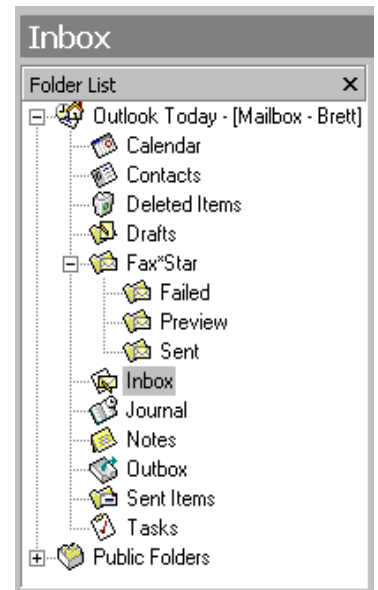 Inbox
Folder List
Outlook Today - [Mailbox - Brett]
Calendar
Contacts
Deleted Items
Drafts
Fax*Star
Failed
Preview
Sent
Inbox
Journal
Notes
Outbox
Sent Items
Tasks
Public Folders